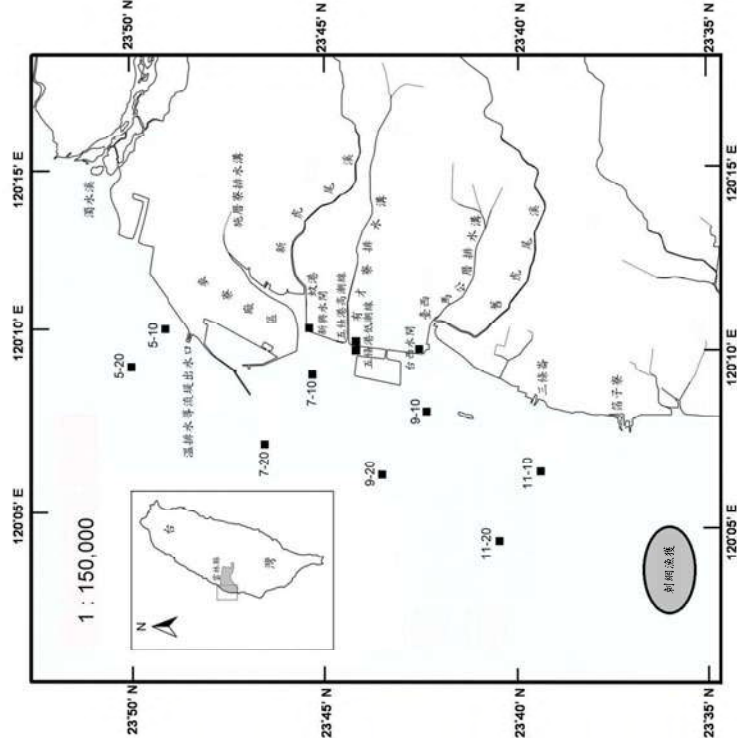 120°05' E
120°10' E
120°15' E
23°50' N
23°45' N
23°40' N
23°35' N
1 : 150,000
N
台
灣
雲林縣
濁水溪
麥寮廠區
施厝寮排水溝
新虎尾溪
溫排水導流堤出水口
5-20
5-10
7-20
7-10
蚊港
新興水閘
五條港高潮線
五條港低潮線
有才寮排水溝
臺西
台西水閘
馬公厝排水溝
舊虎尾溪
9-10
9-20
三條崙
箔子寮
11-10
11-20
刺網漁獲
120°05' E
120°10' E
120°15' E
23°50' N
23°45' N
23°40' N
23°35' N